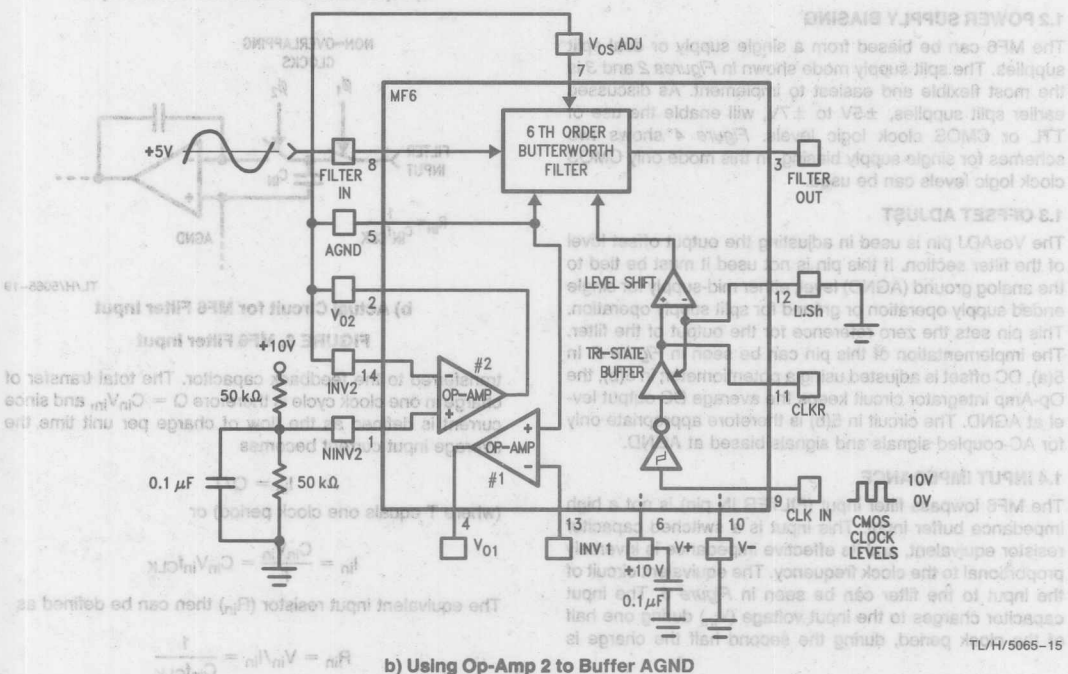 V_OS ADJ
7
MF6
+5V
8
FILTER IN
6 TH ORDER
BUTTERWORTH
FILTER
3
FILTER
OUT
5
AGND
2
V_O2
LEVEL SHIFT
12
L.Sh
+10V
14
INV2
#2
OP-AMP
TRI-STATE
BUFFER
11
CLKR
50 kΩ
1
NINV2
OP-AMP
#1
0.1 μF
50 kΩ
9
CLK IN
10V
0V
CMOS
CLOCK
LEVELS
4
V_O1
13
INV 1
6
V+
10
V−
+10V
0.1 μF
TL/H/5065–15
b) Using Op-Amp 2 to Buffer AGND